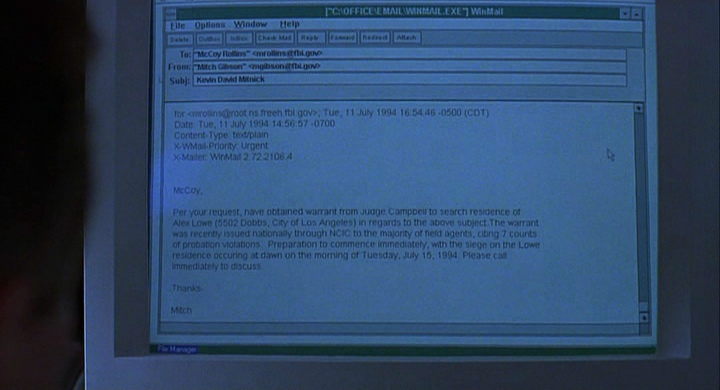 ["C:\OFFICE\EMAIL\WINMAIL.EXE"] WinMail
File Options Window Help
Delete Outbox Inbox Check Mail Reply Forward Redirect Attach
To: "McCoy Rollins" <mrollins@fbi.gov>
From: "Mitch Gibson" <mgibson@fbi.gov>
Subj: Kevin David Mitnick
for <mrollins@root.ns.freeh.fbi.gov>; Tue, 11 July 1994 16:54:46 -0500 (CDT)
Date: Tue, 11 July 1994 14:56:57 -0700
Content-Type: text/plain
X-WMail-Priority: Urgent
X-Mailer: WinMail 2.72.2106.4
McCoy,
Per your request, have obtained warrant from Judge Campbell to search residence of
Alex Lowe (5502 Dobbs, City of Los Angeles) in regards to the above subject. The warrant
was recently issued nationally through NCIC to the majority of field agents, citing 7 counts
of probation violations. Preparation to commence immediately, with the siege on the Lowe
residence occuring at dawn on the morning of Tuesday, July 15, 1994. Please call
immediately to discuss.
Thanks.
Mitch
File Manager